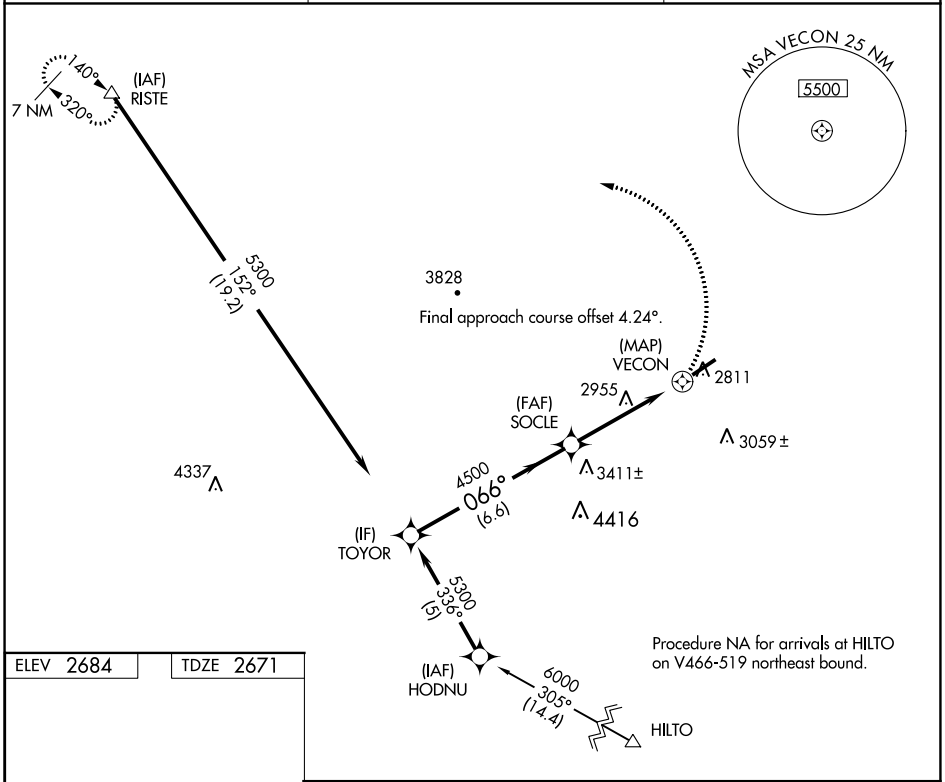 MSA VECON 25 NM
5500
140°
320°
7 NM
(IAF)
RISTE
5300
152°
(19.2)
3828
Final approach course offset 4.24°.
(MAP)
VECON
2811
2955
(FAF)
SOCLE
3059±
3411±
4337
4500
066°
(6.6)
4416
(IF)
TOYOR
5300
336°
(5)
Procedure NA for arrivals at HILTO
on V466-519 northeast bound.
ELEV 2684
TDZE 2671
(IAF)
HODNU
6000
305°
(14.4)
HILTO